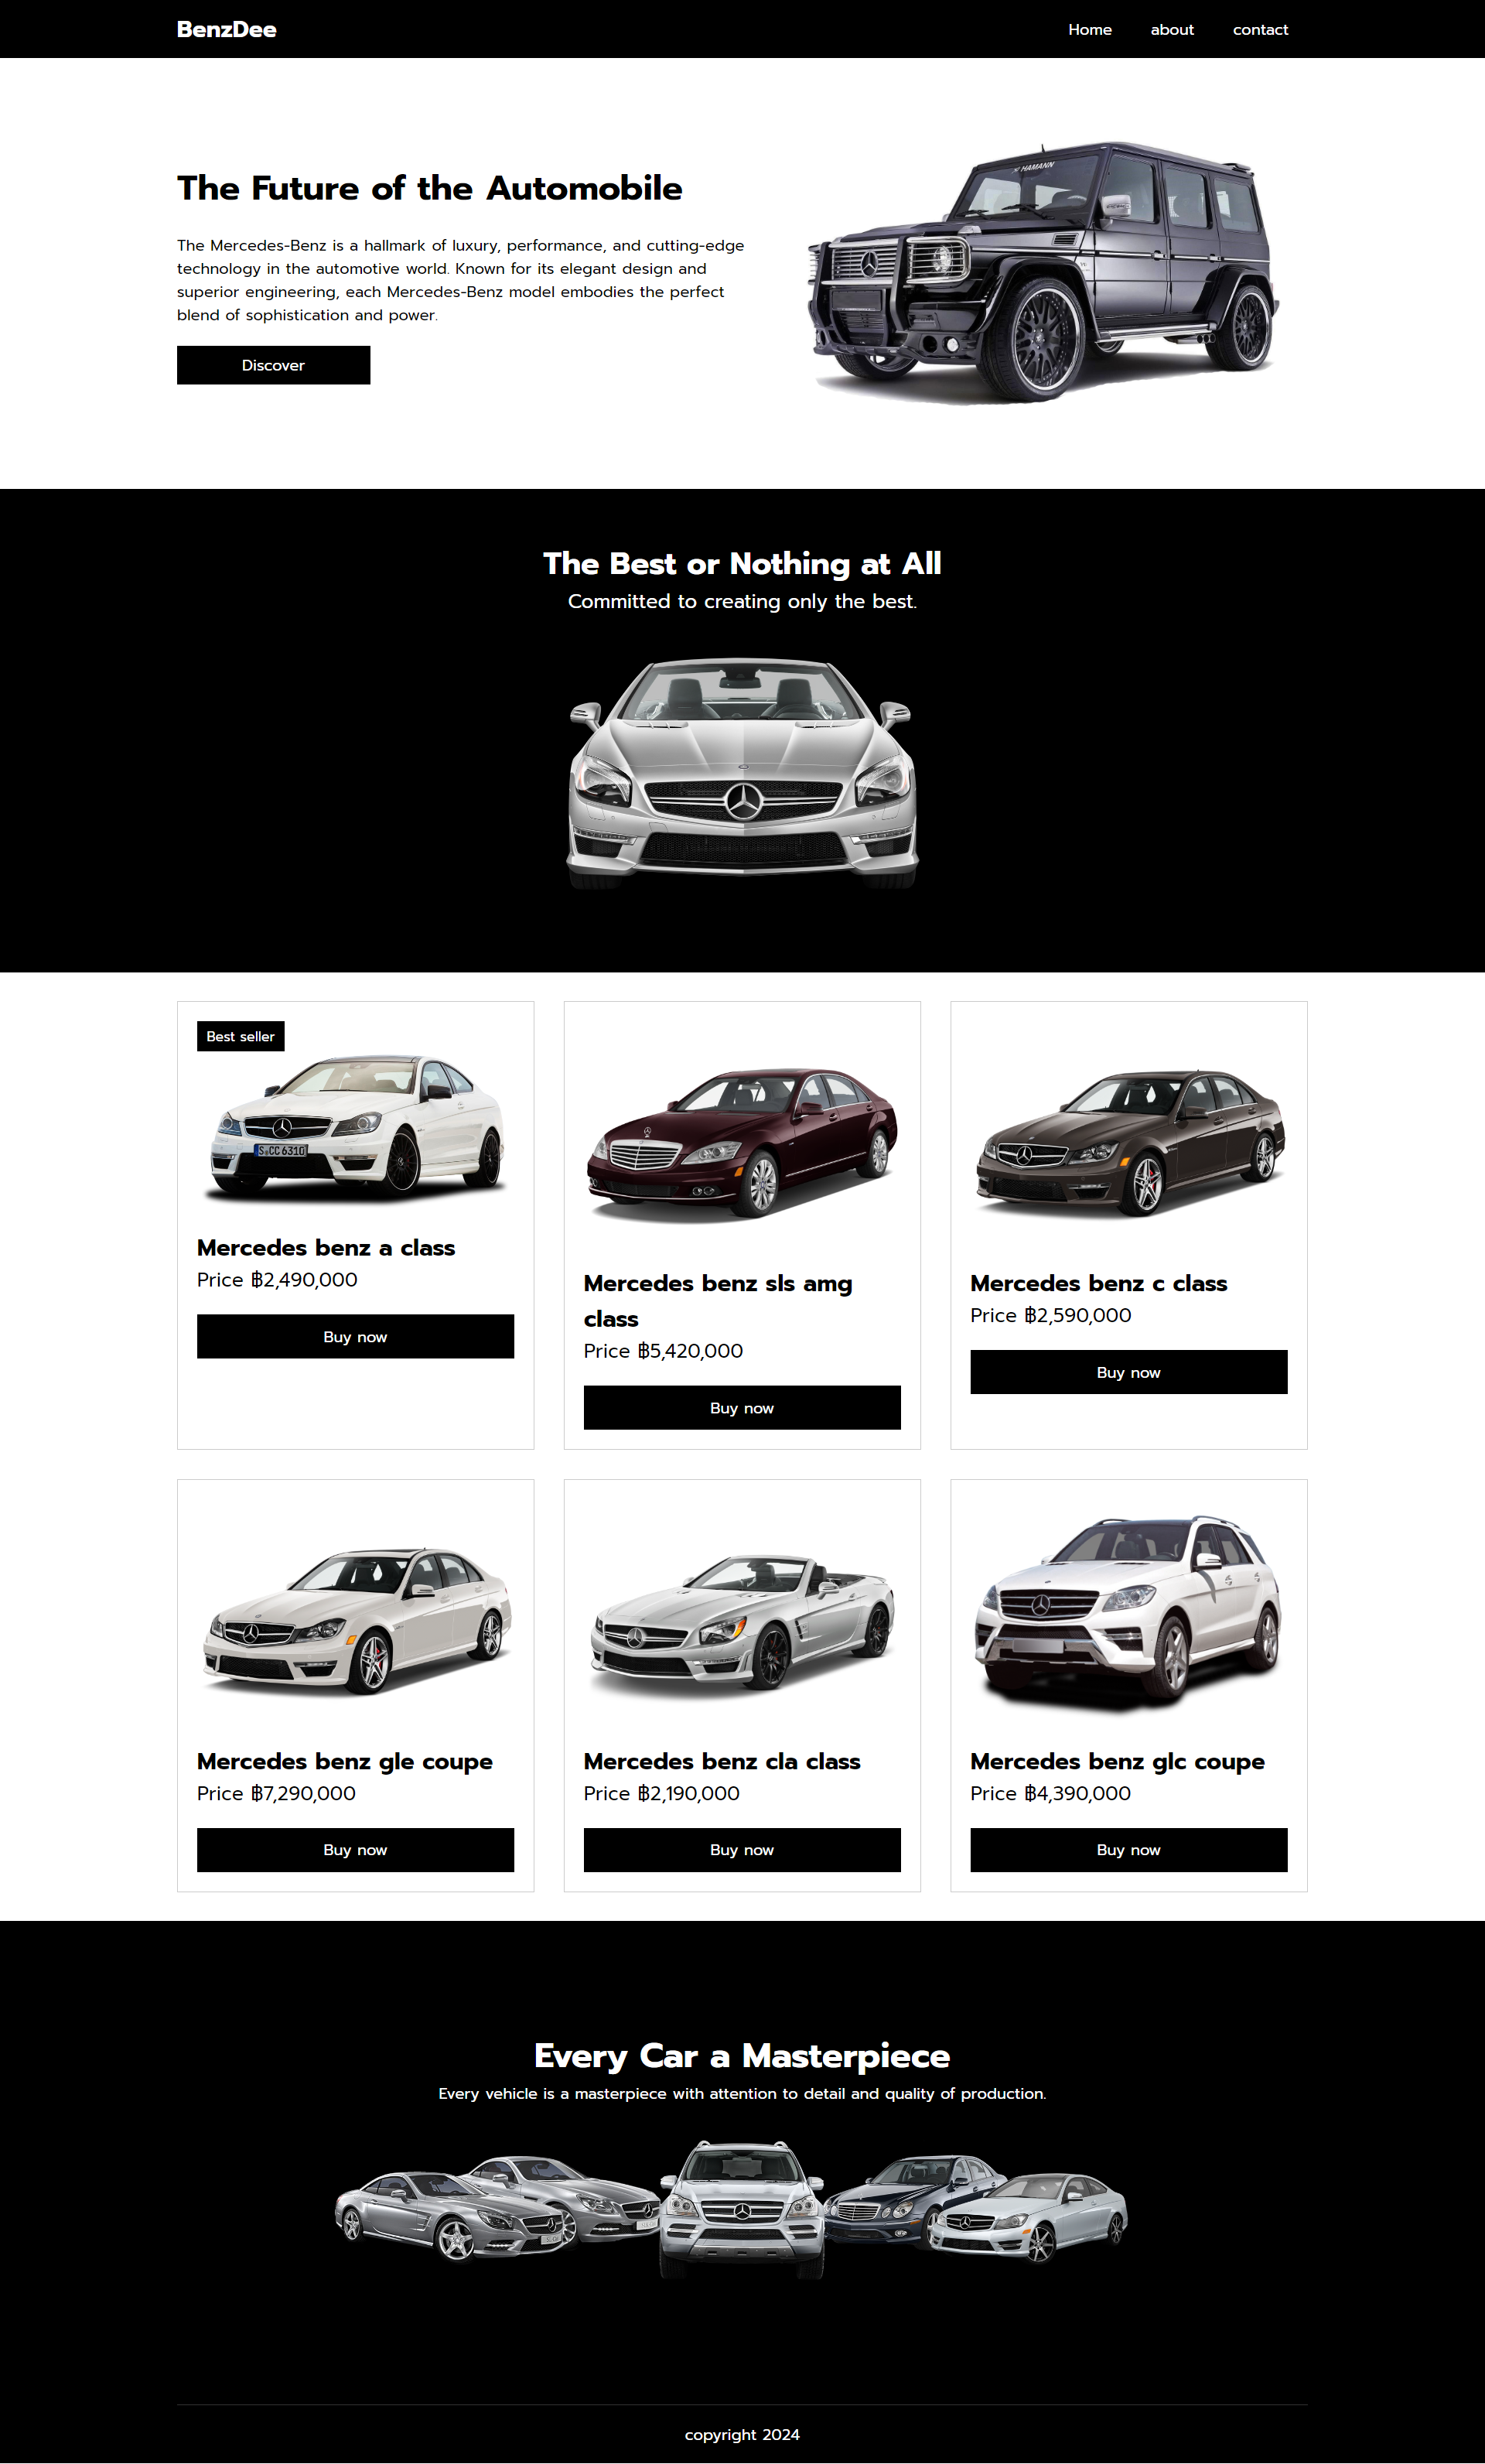 BenzDee
Home about contact
The Future of the Automobile
HAMANN
The Mercedes-Benz is a hallmark of luxury, performance, and cutting-edge
technology in the automotive world. Known for its elegant design and
superior engineering, each Mercedes-Benz model embodies the perfect
blend of sophistication and power.
Discover
The Best or Nothing at All
Committed to creating only the best.
Best seller
S CC 6310
Mercedes benz a class
Price ฿2,490,000
Buy now
Mercedes benz sls amg
class
Price ฿5,420,000
Buy now
Mercedes benz c class
Price ฿2,590,000
Buy now
Mercedes benz gle coupe
Price ฿7,290,000
Buy now
Mercedes benz cla class
Price ฿2,190,000
Buy now
Mercedes benz glc coupe
Price ฿4,390,000
Buy now
Every Car a Masterpiece
Every vehicle is a masterpiece with attention to detail and quality of production.
copyright 2024